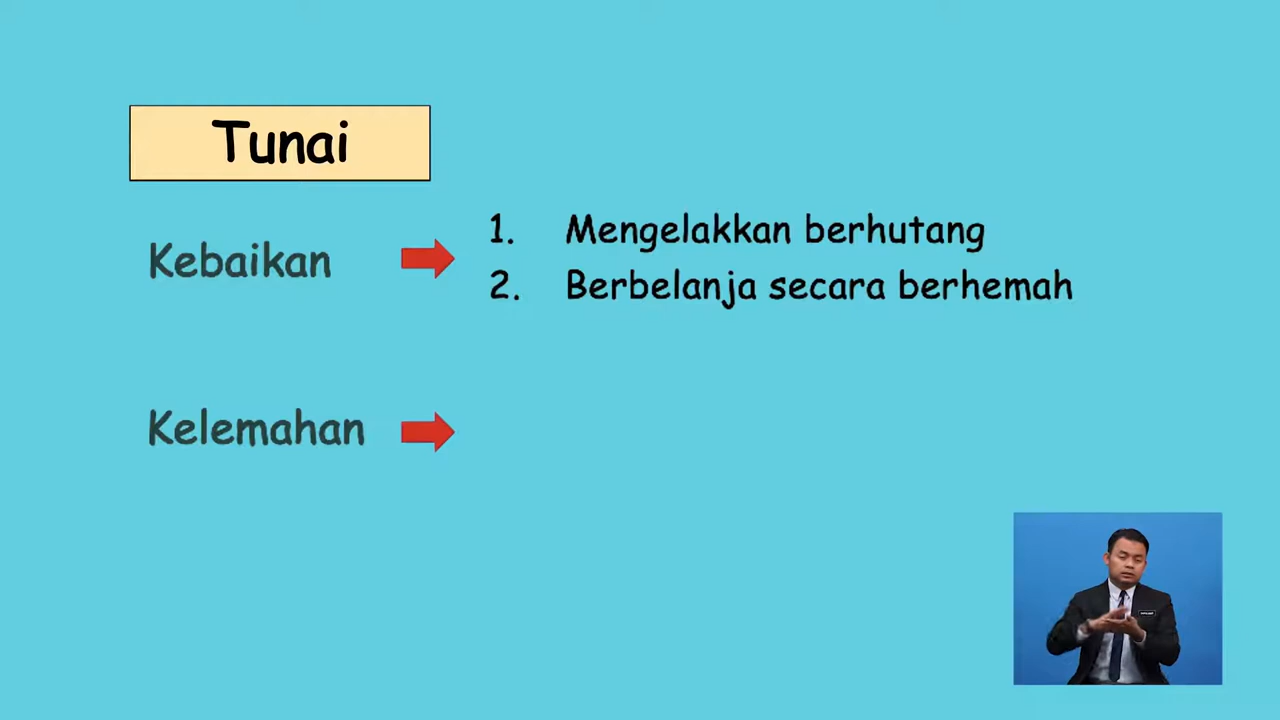 Tunai
Kebaikan
1. Mengelakkan berhutang
2. Berbelanja secara berhemah
Kelemahan